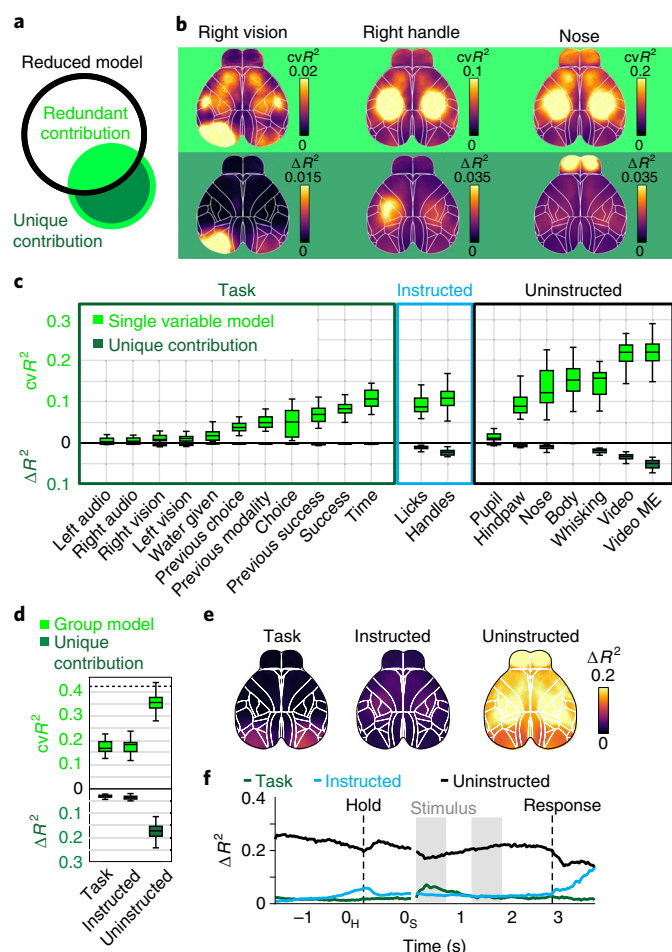 a
Reduced model
Redundant
contribution
Unique
contribution
b
Right vision
Right handle
Nose
cvR²
0.02
0
cvR²
0.1
0
cvR²
0.2
0
ΔR²
0.015
0
ΔR²
0.035
0
ΔR²
0.035
0
c
Task
Instructed
Uninstructed
Single variable model
Unique contribution
cvR²
0.3
0.2
0.1
0
ΔR²
0.1
Left audio
Right audio
Right vision
Left vision
Water given
Previous choice
Previous modality
Choice
Previous success
Success
Time
Licks
Handles
Pupil
Hindpaw
Nose
Body
Whisking
Video
Video ME
d
Group model
Unique
contribution
cvR²
0.4
0.3
0.2
0.1
0
ΔR²
0.1
0.2
0.3
Task
Instructed
Uninstructed
e
Task
Instructed
Uninstructed
ΔR²
0.2
0
f
Task
Instructed
Uninstructed
ΔR²
0.4
0.2
0
Hold
Stimulus
Response
–1
0H
0S
1
2
3
Time (s)